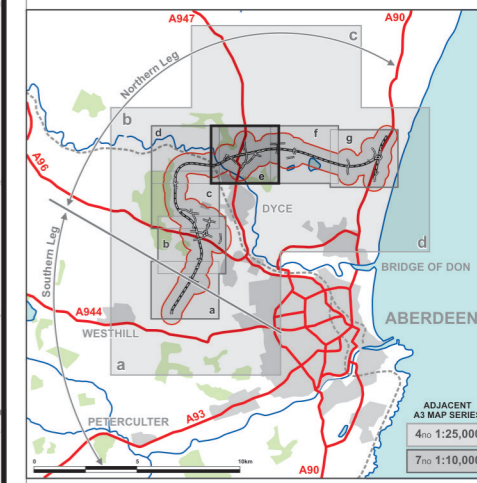 A947
A90
c
Northern Leg
b
d
f
g
A96
e
DYCE
c
Southern Leg
b
d
BRIDGE OF DON
a
A944
ABERDEEN
WESTHILL
a
ADJACENT
A3 MAP SERIES
PETERCULTER
A93
4no 1:25,000
7no 1:10,000
0 5 10km
A90